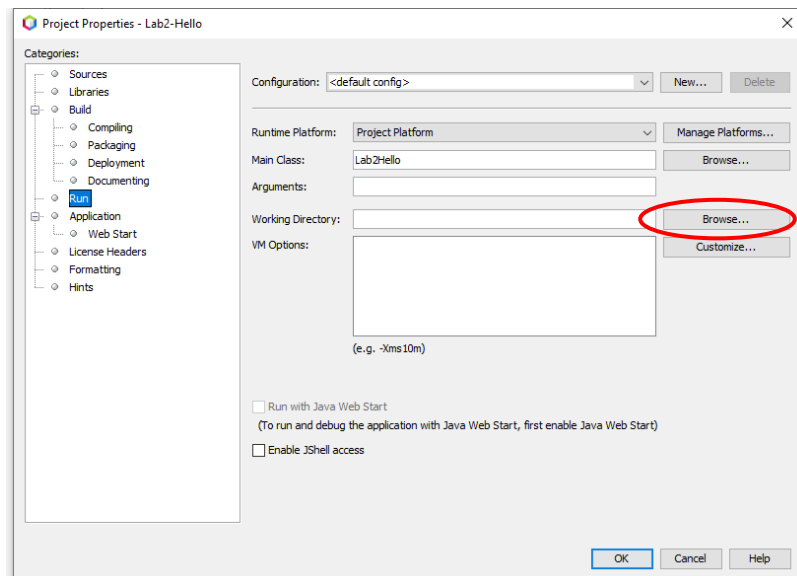 Project Properties - Lab2-Hello
Categories:
Sources
Libraries
Build
Compiling
Packaging
Deployment
Documenting
Run
Application
Web Start
License Headers
Formatting
Hints
Configuration: <default config> New... Delete
Runtime Platform: Project Platform Manage Platforms...
Main Class: Lab2Hello Browse...
Arguments:
Working Directory: Browse...
VM Options: Customize...
(e.g. -Xms10m)
Run with Java Web Start
(To run and debug the application with Java Web Start, first enable Java Web Start)
Enable JShell access
OK Cancel Help